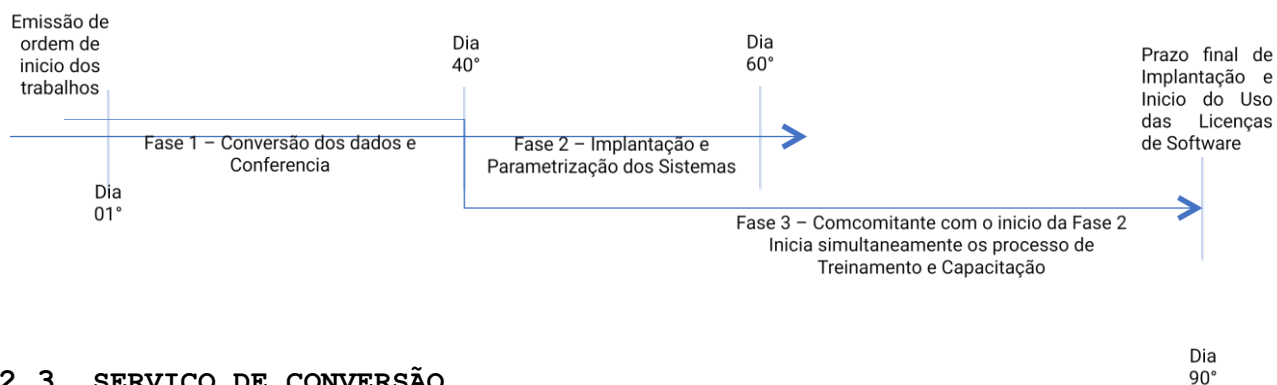 Emissão de
ordem de
inicio dos
trabalhos
Dia
40°
Dia
60°
Prazo final de
Implantação e
Inicio do Uso
das Licenças
de Software
Fase 1 – Conversão dos dados e
Conferencia
Fase 2 – Implantação e
Parametrização dos Sistemas
Dia
01°
Fase 3 – Comcomitante com o inicio da Fase 2
Inicia simultaneamente os processo de
Treinamento e Capacitação
Dia
90°
2.3. SERVIÇO DE CONVERSÃO